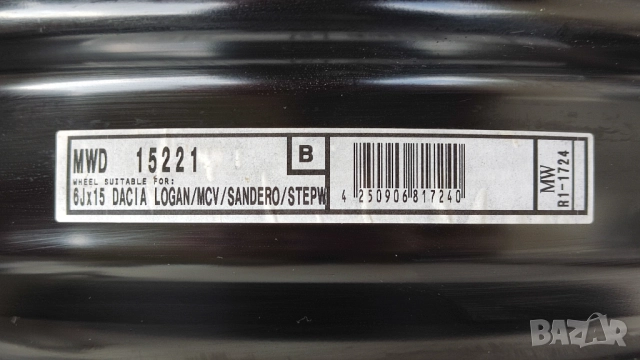 MWD 15221
B
WHEEL SUITABLE FOR:
6Jx15 DACIA LOGAN/MCV/SANDERO/STEPW
4 250906 817240
MW
R1-1724
BAZAR